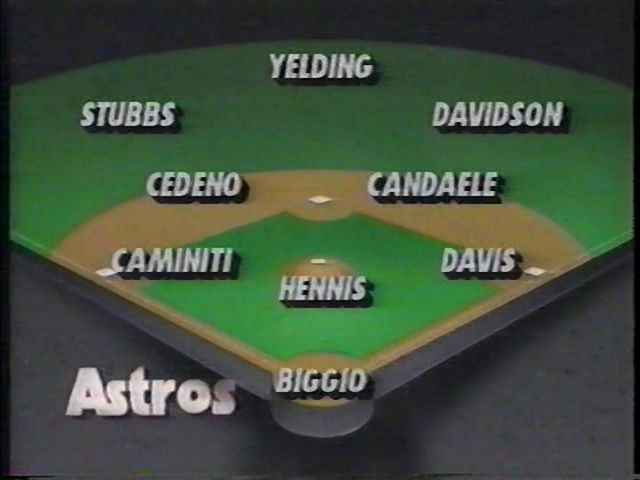 YELDING
STUBBS DAVIDSON
CEDENO CANDAELE
CAMINITI DAVIS
HENNIS
BIGGIO
Astros